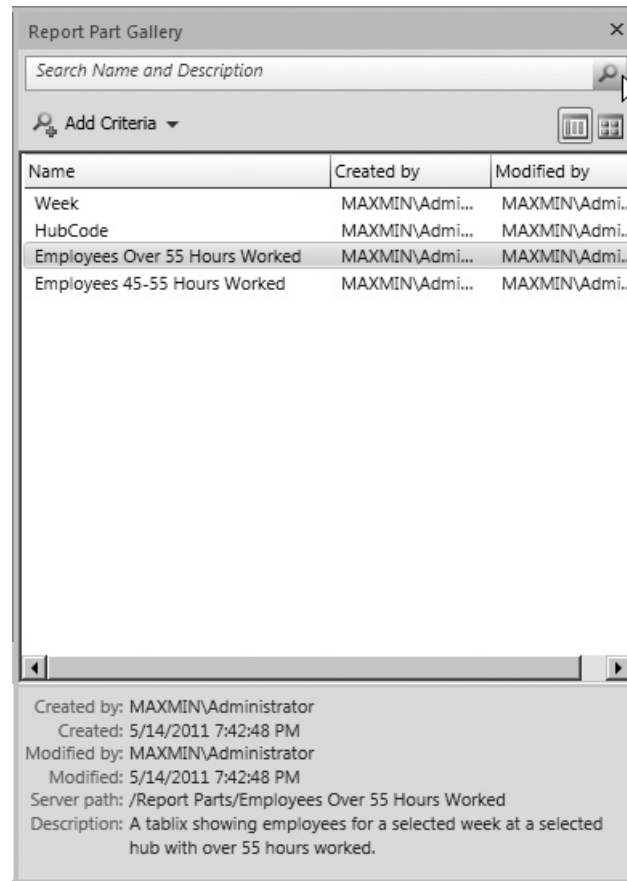 Report Part Gallery
Search Name and Description
Add Criteria
Name Created by Modified by
Week MAXMIN\Admi... MAXMIN\Admi..
HubCode MAXMIN\Admi... MAXMIN\Admi..
Employees Over 55 Hours Worked MAXMIN\Admi... MAXMIN\Admi..
Employees 45-55 Hours Worked MAXMIN\Admi... MAXMIN\Admi..
Created by: MAXMIN\Administrator
Created: 5/14/2011 7:42:48 PM
Modified by: MAXMIN\Administrator
Modified: 5/14/2011 7:42:48 PM
Server path: /Report Parts/Employees Over 55 Hours Worked
Description: A tablix showing employees for a selected week at a selected
hub with over 55 hours worked.